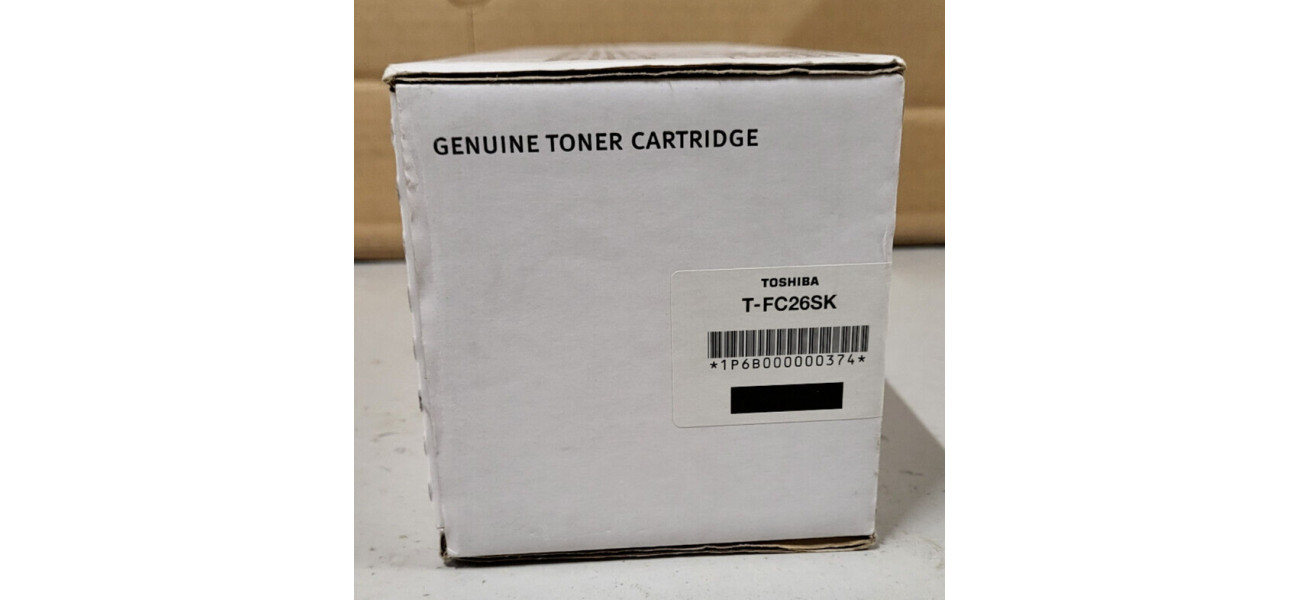 GENUINE TONER CARTRIDGE
TOSHIBA
T-FC26SK
*1P6B000000374*